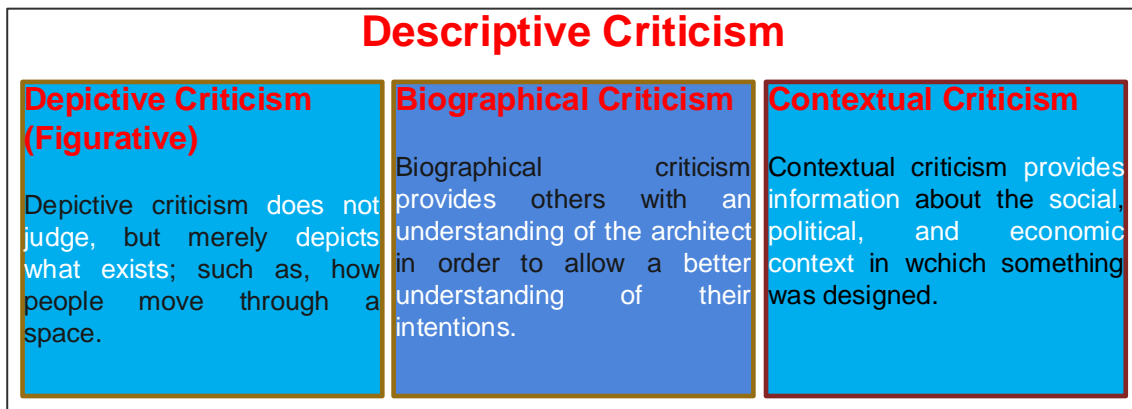 Descriptive Criticism
Depictive Criticism
(Figurative)
Depictive criticism does not
judge, but merely depicts
what exists; such as, how
people move through a
space.
Biographical Criticism
Biographical criticism
provides others with an
understanding of the architect
in order to allow a better
understanding of their
intentions.
Contextual Criticism
Contextual criticism provides
information about the social,
political, and economic
context in wchich something
was designed.